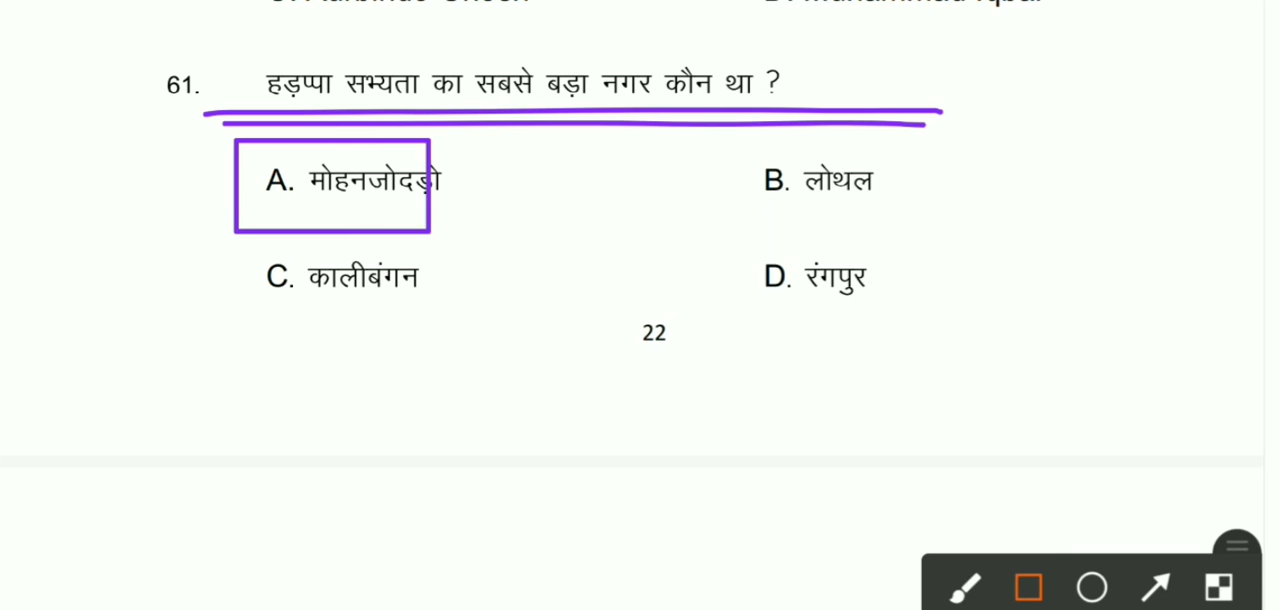 61. हड़प्पा सभ्यता का सबसे बड़ा नगर कौन था ?
A. मोहनजोदड़ो B. लोथल
C. कालीबंगन D. रंगपुर
22